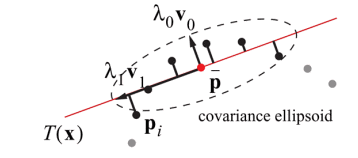 λ₀v₀
λ₁v₁
p̄
covariance ellipsoid
T(x)
pᵢ